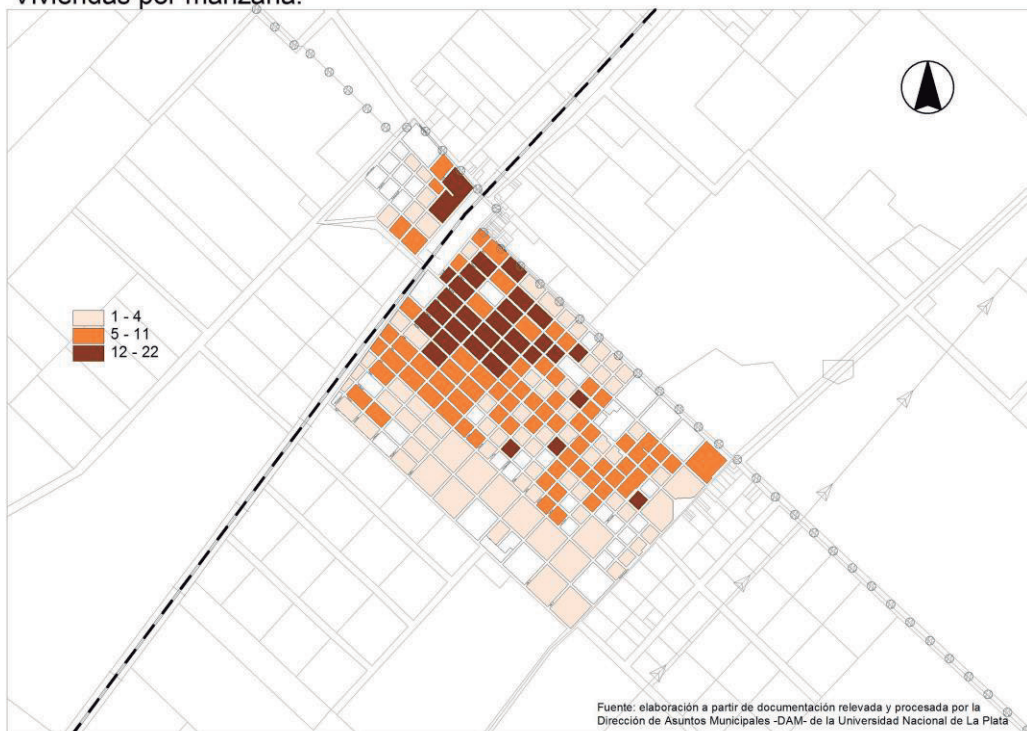 Viviendas por manzana.
1 - 4
5 - 11
12 - 22
Fuente: elaboración a partir de documentación relevada y procesada por la
Dirección de Asuntos Municipales -DAM- de la Universidad Nacional de La Plata